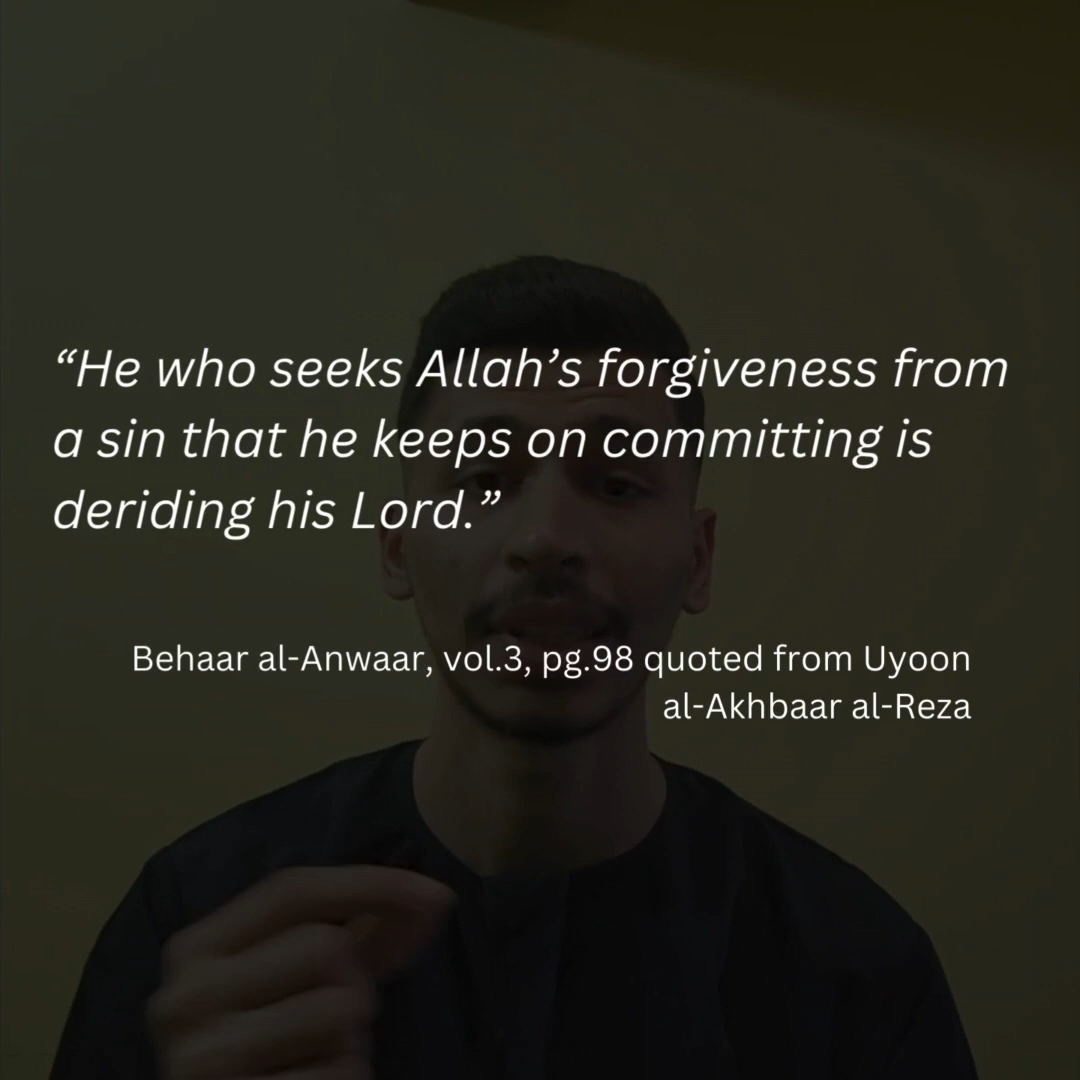 “He who seeks Allah’s forgiveness from
a sin that he keeps on committing is
deriding his Lord.”
Behaar al-Anwaar, vol.3, pg.98 quoted from Uyoon
al-Akhbaar al-Reza